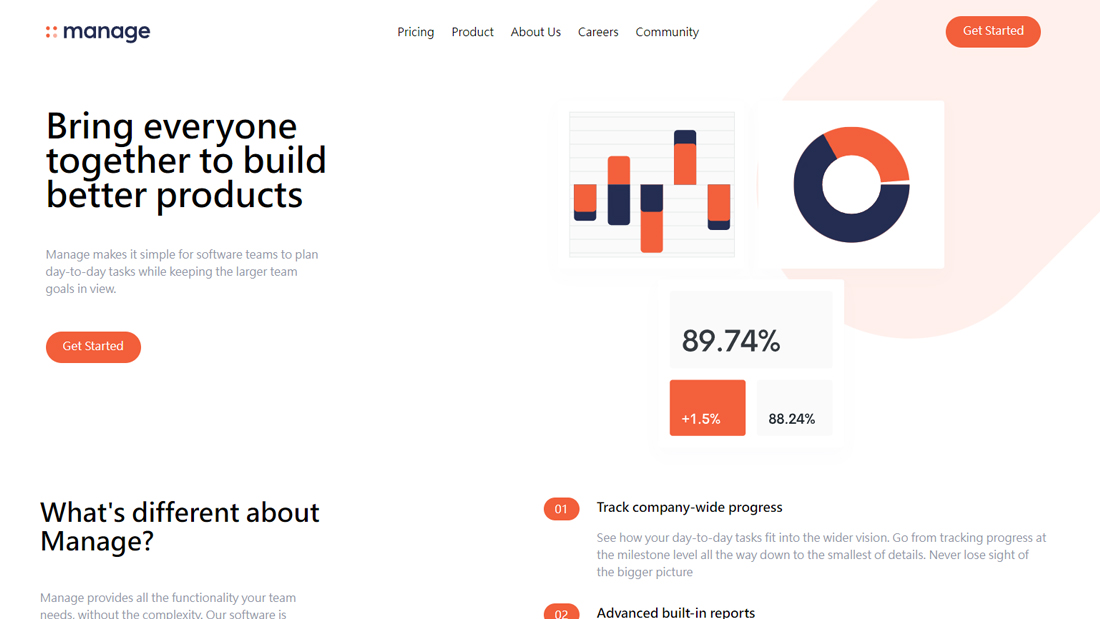 manage
Pricing
Product
About Us
Careers
Community
Get Started
Bring everyone
together to build
better products
Manage makes it simple for software teams to plan
day-to-day tasks while keeping the larger team
goals in view.
Get Started
89.74%
+1.5%
88.24%
What's different about
Manage?
Manage provides all the functionality your team
needs, without the complexity. Our software is
01
Track company-wide progress
See how your day-to-day tasks fit into the wider vision. Go from tracking progress at
the milestone level all the way down to the smallest of details. Never lose sight of
the bigger picture
02
Advanced built-in reports